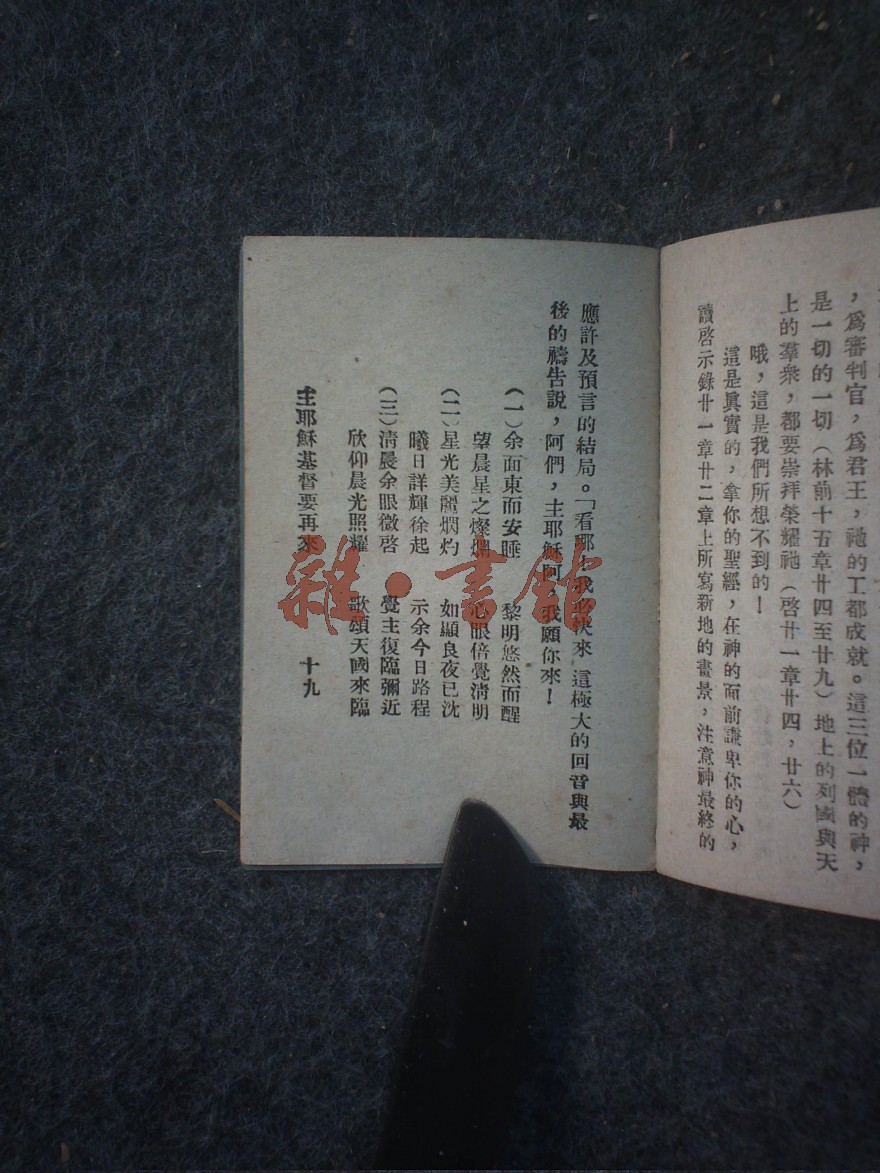 ，爲審判官，爲君王，祂的工都成就。這三位一體的神，
是一切的一切（林前十五章廿四至廿九）地上的列國與天
上的羣衆，都要崇拜榮耀祂（啓廿一章廿四，廿六）
哦，這是我們所想不到的！
這是眞實的，拿你的聖經，在神的面前謙卑你的心，
讀啓示錄廿一章廿二章上所寫新地的畫景，注意神最終的
應許及預言的結局。「看哪，我必快來 這極大的回音與最
後的禱告說，阿們，主耶穌阿，我願你來！
（一）余面東而安睡 黎明悠然而醒
望晨星之燦爛 心眼倍覺淸明
（二）星光美麗燗灼 如顯良夜已沈
曦日詳輝徐起 示余今日路程
（三）清晨余眼微啓 覺主復臨彌近
欣仰晨光照耀 歌頌天國來臨
主耶穌基督要再來 十九
雜·書館